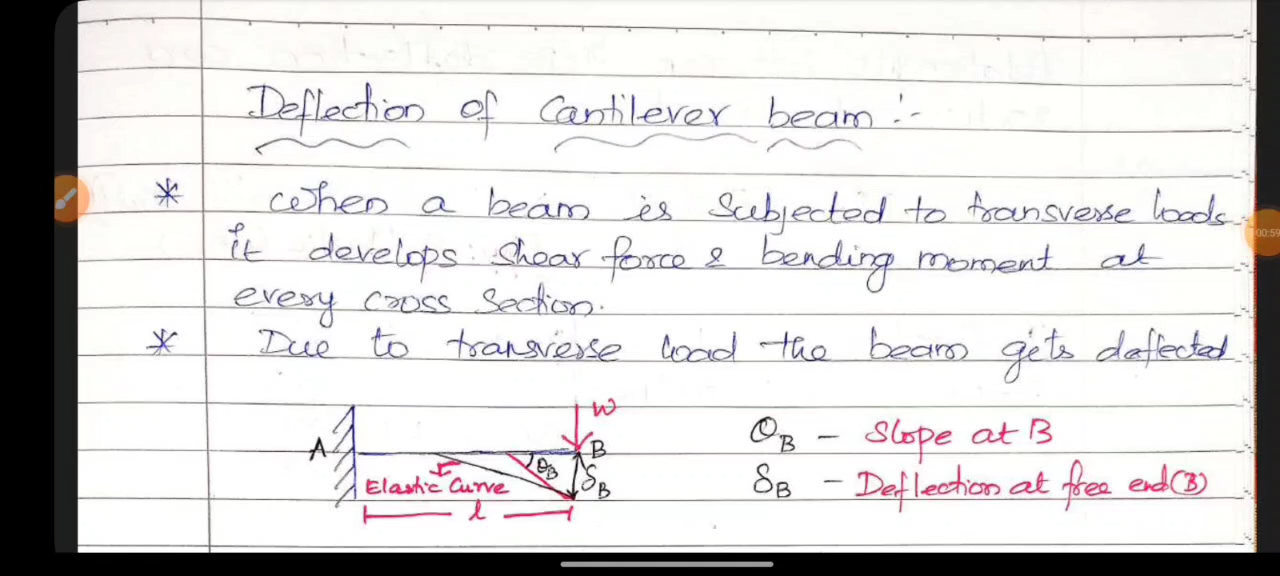 Deflection of Cantilever beam :-
* When a beam is subjected to transverse loads
it develops shear force & bending moment at
every cross section.
* Due to transverse load the beam gets deflected
W
A
B
θB
δB
Elastic Curve
l
θB - Slope at B
δB - Deflection at free end (B)
00:59